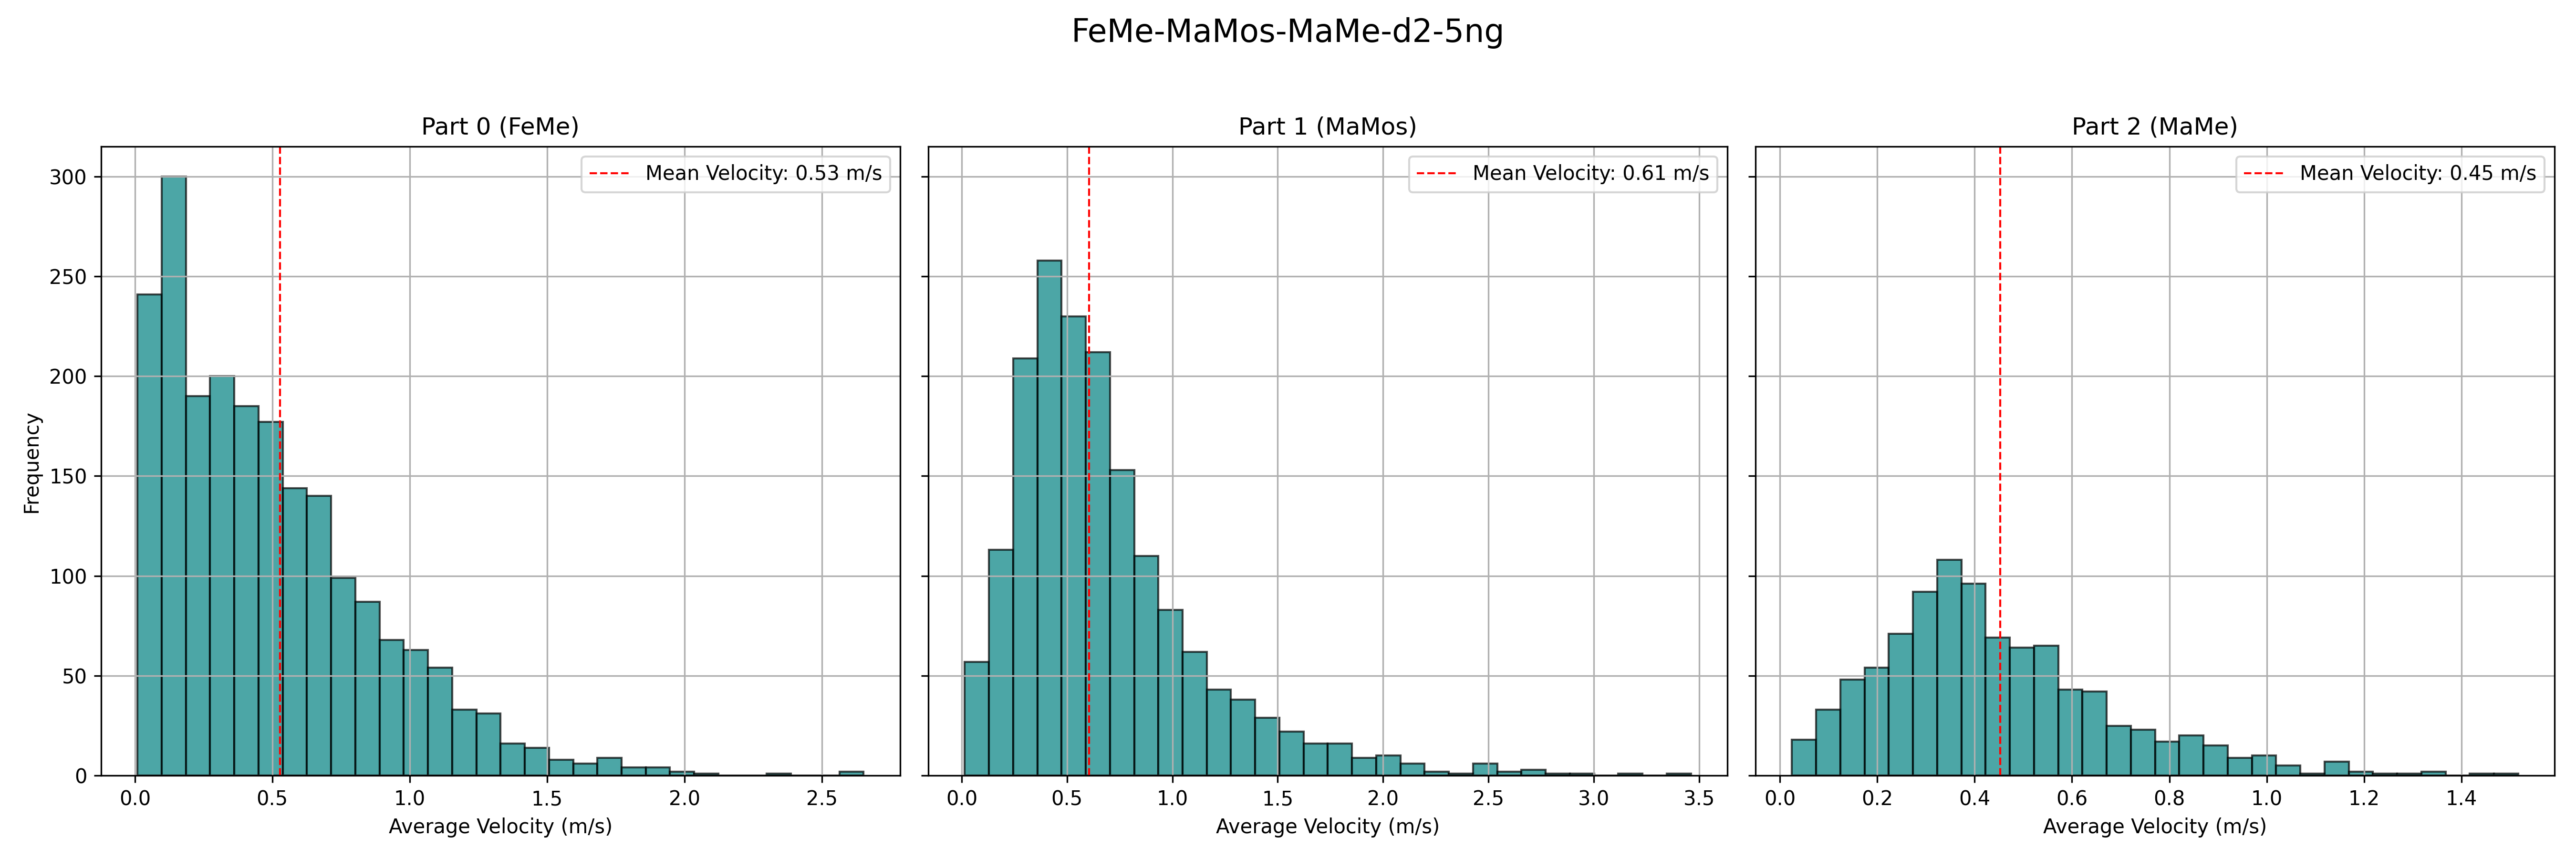 FeMe-MaMos-MaMe-d2-5ng
Part 0 (FeMe)
Mean Velocity: 0.53 m/s
Frequency
300
250
200
150
100
50
0
0.0 0.5 1.0 1.5 2.0 2.5
Average Velocity (m/s)
Part 1 (MaMos)
Mean Velocity: 0.61 m/s
0.0 0.5 1.0 1.5 2.0 2.5 3.0 3.5
Average Velocity (m/s)
Part 2 (MaMe)
Mean Velocity: 0.45 m/s
0.0 0.2 0.4 0.6 0.8 1.0 1.2 1.4
Average Velocity (m/s)